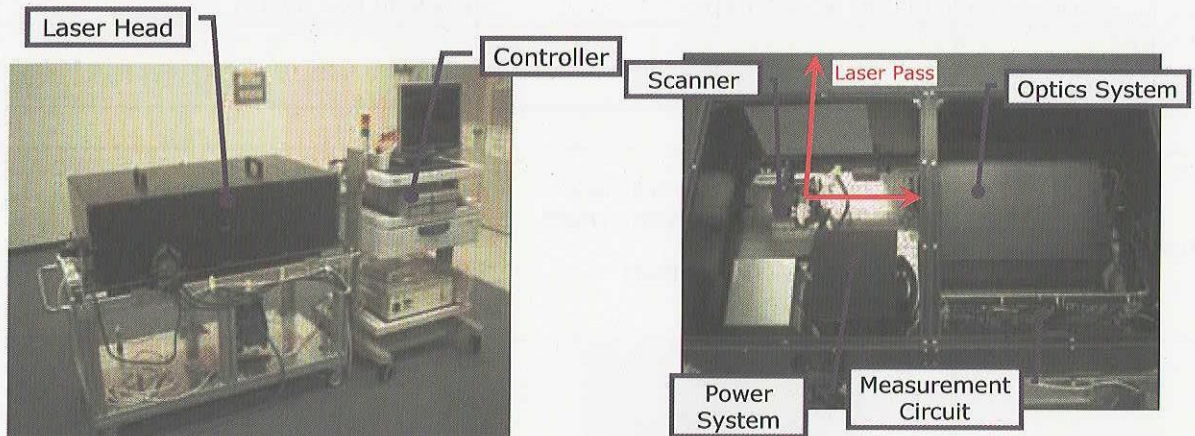 Laser Head
Controller
Scanner
Laser Pass
Optics System
Power
System
Measurement
Circuit